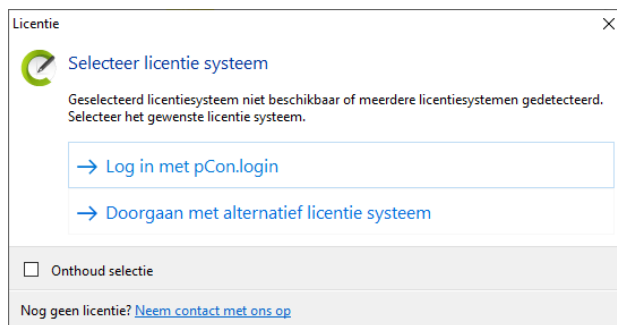 Licentie
Selecteer licentie systeem
Geselecteerd licentiesysteem niet beschikbaar of meerdere licentiesystemen gedetecteerd.
Selecteer het gewenste licentie systeem.
Log in met pCon.login
Doorgaan met alternatief licentie systeem
Onthoud selectie
Nog geen licentie? Neem contact met ons op